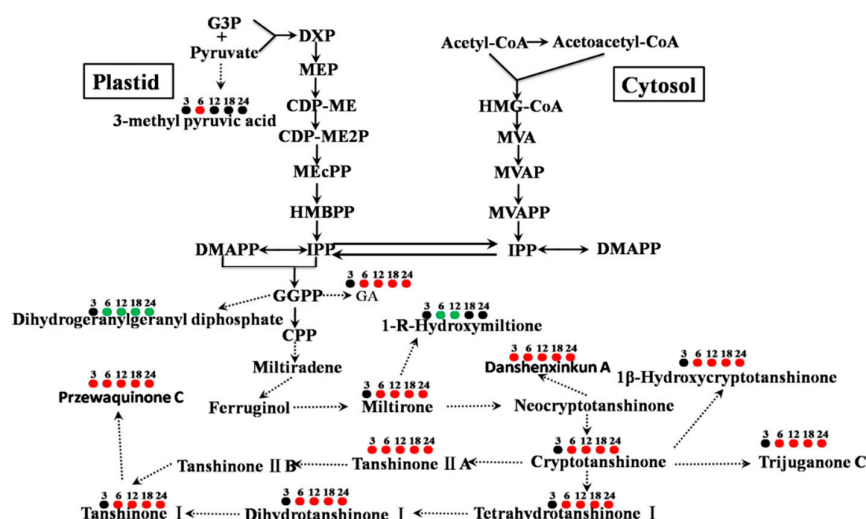 G3P
+
Pyruvate
DXP
Acetyl-CoA
Acetoacetyl-CoA
Plastid
MEP
Cytosol
3 6 12 18 24
3-methyl pyruvic acid
CDP-ME
HMG-CoA
CDP-ME2P
MVA
MEcPP
MVAP
HMBPP
MVAPP
DMAPP
IPP
IPP
DMAPP
3 6 12 18 24
GGPP
GA
3 6 12 18 24
Dihydrogeranylgeranyl diphosphate
3 6 12 18 24
1-R-Hydroxymiltione
CPP
Miltiradene
3 6 12 18 24
Danshenxinkun A
3 6 12 18 24
1β-Hydroxycryptotanshinone
3 6 12 18 24
Przewaquinone C
Ferruginol
3 6 12 18 24
Miltirone
Neocryptotanshinone
Tanshinone ⅡB
3 6 12 18 24
Tanshinone ⅡA
3 6 12 18 24
Cryptotanshinone
3 6 12 18 24
Trijuganone C
3 6 12 18 24
Tanshinone Ⅰ
3 6 12 18 24
Dihydrotanshinone Ⅰ
3 6 12 18 24
Tetrahydrotanshinone Ⅰ